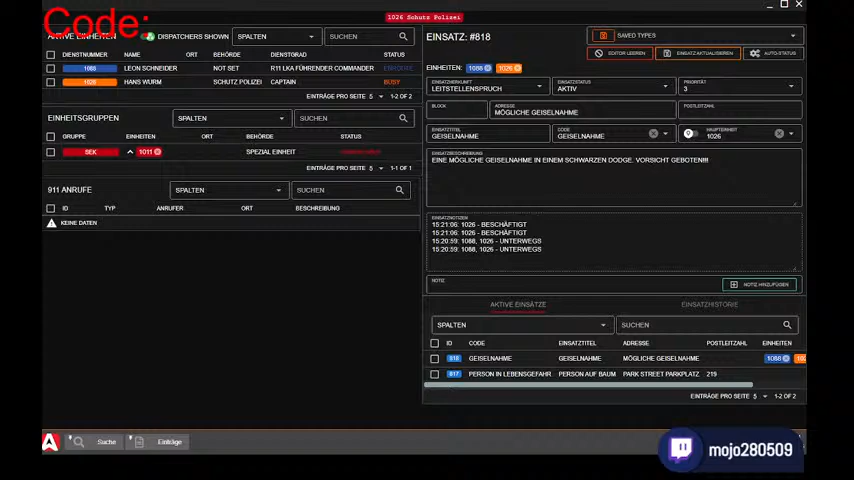 Code:
1026 Schutz Polizei
AKTIVE EINHEITEN
DISPATCHERS SHOWN
SPALTEN
SUCHEN
DIENSTNUMMER NAME ORT BEHÖRDE DIENSTGRAD STATUS
1088 LEON SCHNEIDER NOT SET R11 LKA FÜHRENDER COMMANDER ENROUTE
1026 HANS WURM SCHUTZ POLIZEI CAPTAIN BUSY
EINTRÄGE PRO SEITE 5 1-2 OF 2
EINHEITSGRUPPEN
SPALTEN
SUCHEN
GRUPPE EINHEITEN ORT BEHÖRDE STATUS
SEK 1011 SPEZIAL EINHEIT
EINTRÄGE PRO SEITE 5 1-1 OF 1
911 ANRUFE
SPALTEN
SUCHEN
ID TYP ANRUFER ORT BESCHREIBUNG
KEINE DATEN
EINSATZ: #818
SAVED TYPES
EDITOR LEEREN
EINSATZ AKTUALISIEREN
AUTO-STATUS
EINHEITEN: 1088 1026
EINSATZHERKUNFT
LEITSTELLENSPRUCH
EINSATZSTATUS
AKTIV
PRIORITÄT
3
BLOCK
ADRESSE
MÖGLICHE GEISELNAHME
POSTLEITZAHL
EINSATZTITEL
GEISELNAHME
CODE
GEISELNAHME
HAUPTEINHEIT
1026
EINSATZBESCHREIBUNG
EINE MÖGLICHE GEISELNAHME IN EINEM SCHWARZEN DODGE. VORSICHT GEBOTEN!!!!
EINSATZNOTIZEN
15:21:06: 1026 - BESCHÄFTIGT
15:21:06: 1026 - BESCHÄFTIGT
15:20:59: 1088, 1026 - UNTERWEGS
15:20:59: 1088, 1026 - UNTERWEGS
NOTIZ
NOTIZ HINZUFÜGEN
AKTIVE EINSÄTZE
EINSATZHISTORIE
SPALTEN
SUCHEN
ID CODE EINSATZTITEL ADRESSE POSTLEITZAHL EINHEITEN
818 GEISELNAHME GEISELNAHME MÖGLICHE GEISELNAHME 1088
817 PERSON IN LEBENSGEFAHR PERSON AUF BAUM PARK STREET PARKPLATZ 219
EINTRÄGE PRO SEITE 5 1-2 OF 2
Suche
Einträge
mojo280509